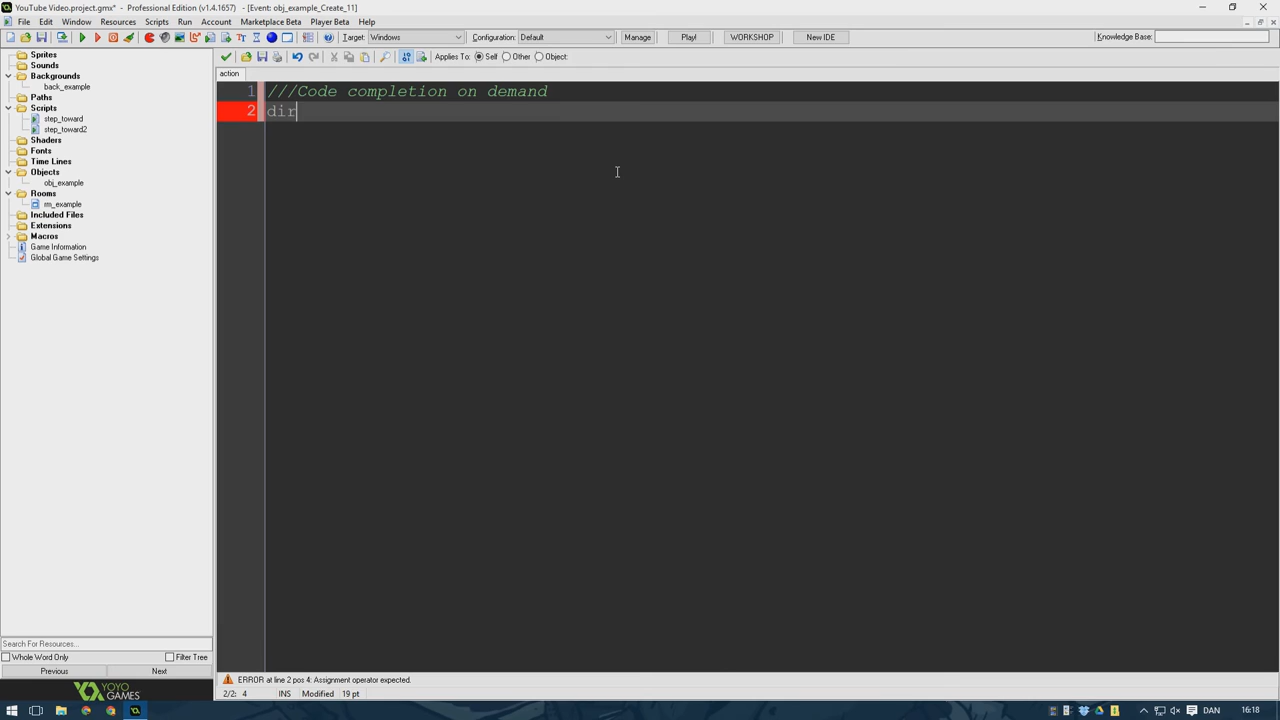 YouTube Video.project.gmx* - Professional Edition (v1.4.1657) - [Event: obj_example_Create_11]
File Edit Window Resources Scripts Run Account Marketplace Beta Player Beta Help
Target: Windows Configuration: Default Manage Play! WORKSHOP New IDE Knowledge Base:
Applies To: Self Other Object:
action
Sprites
Sounds
Backgrounds
back_example
Paths
Scripts
step_toward
step_toward2
Shaders
Fonts
Time Lines
Objects
obj_example
Rooms
rm_example
Included Files
Extensions
Macros
Game Information
Global Game Settings
1 ///Code completion on demand
2 dir
Search For Resources...
Whole Word Only Filter Tree
Previous Next
YOYO GAMES
ERROR at line 2 pos 4: Assignment operator expected.
2/2: 4 INS Modified 19 pt
DAN 16:18